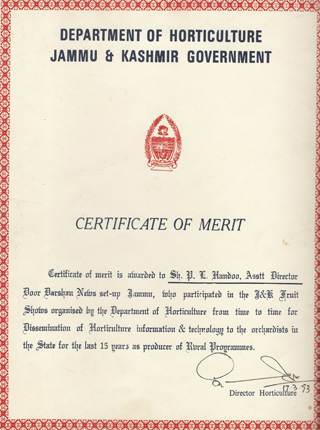 DEPARTMENT OF HORTICULTURE
JAMMU & KASHMIR GOVERNMENT
CERTIFICATE OF MERIT
Certificate of merit is awarded to Sh. P. L. Handoo, Asstt Director
Door Darshan News set-up Jammu, who participated in the J&K Fruit
Shows organised by the Department of Horticulture from time to time for
Dissemination of Horticulture information & technology to the orchardists in
the State for the last 15 years as producer of Rural Programmes.
17.3.93
Director Horticulture